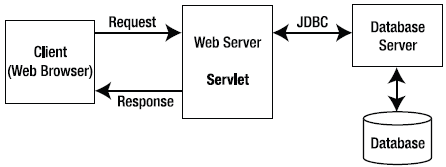 Request
JDBC
Client
(Web Browser)
Web Server
Servlet
Database
Server
Response
Database